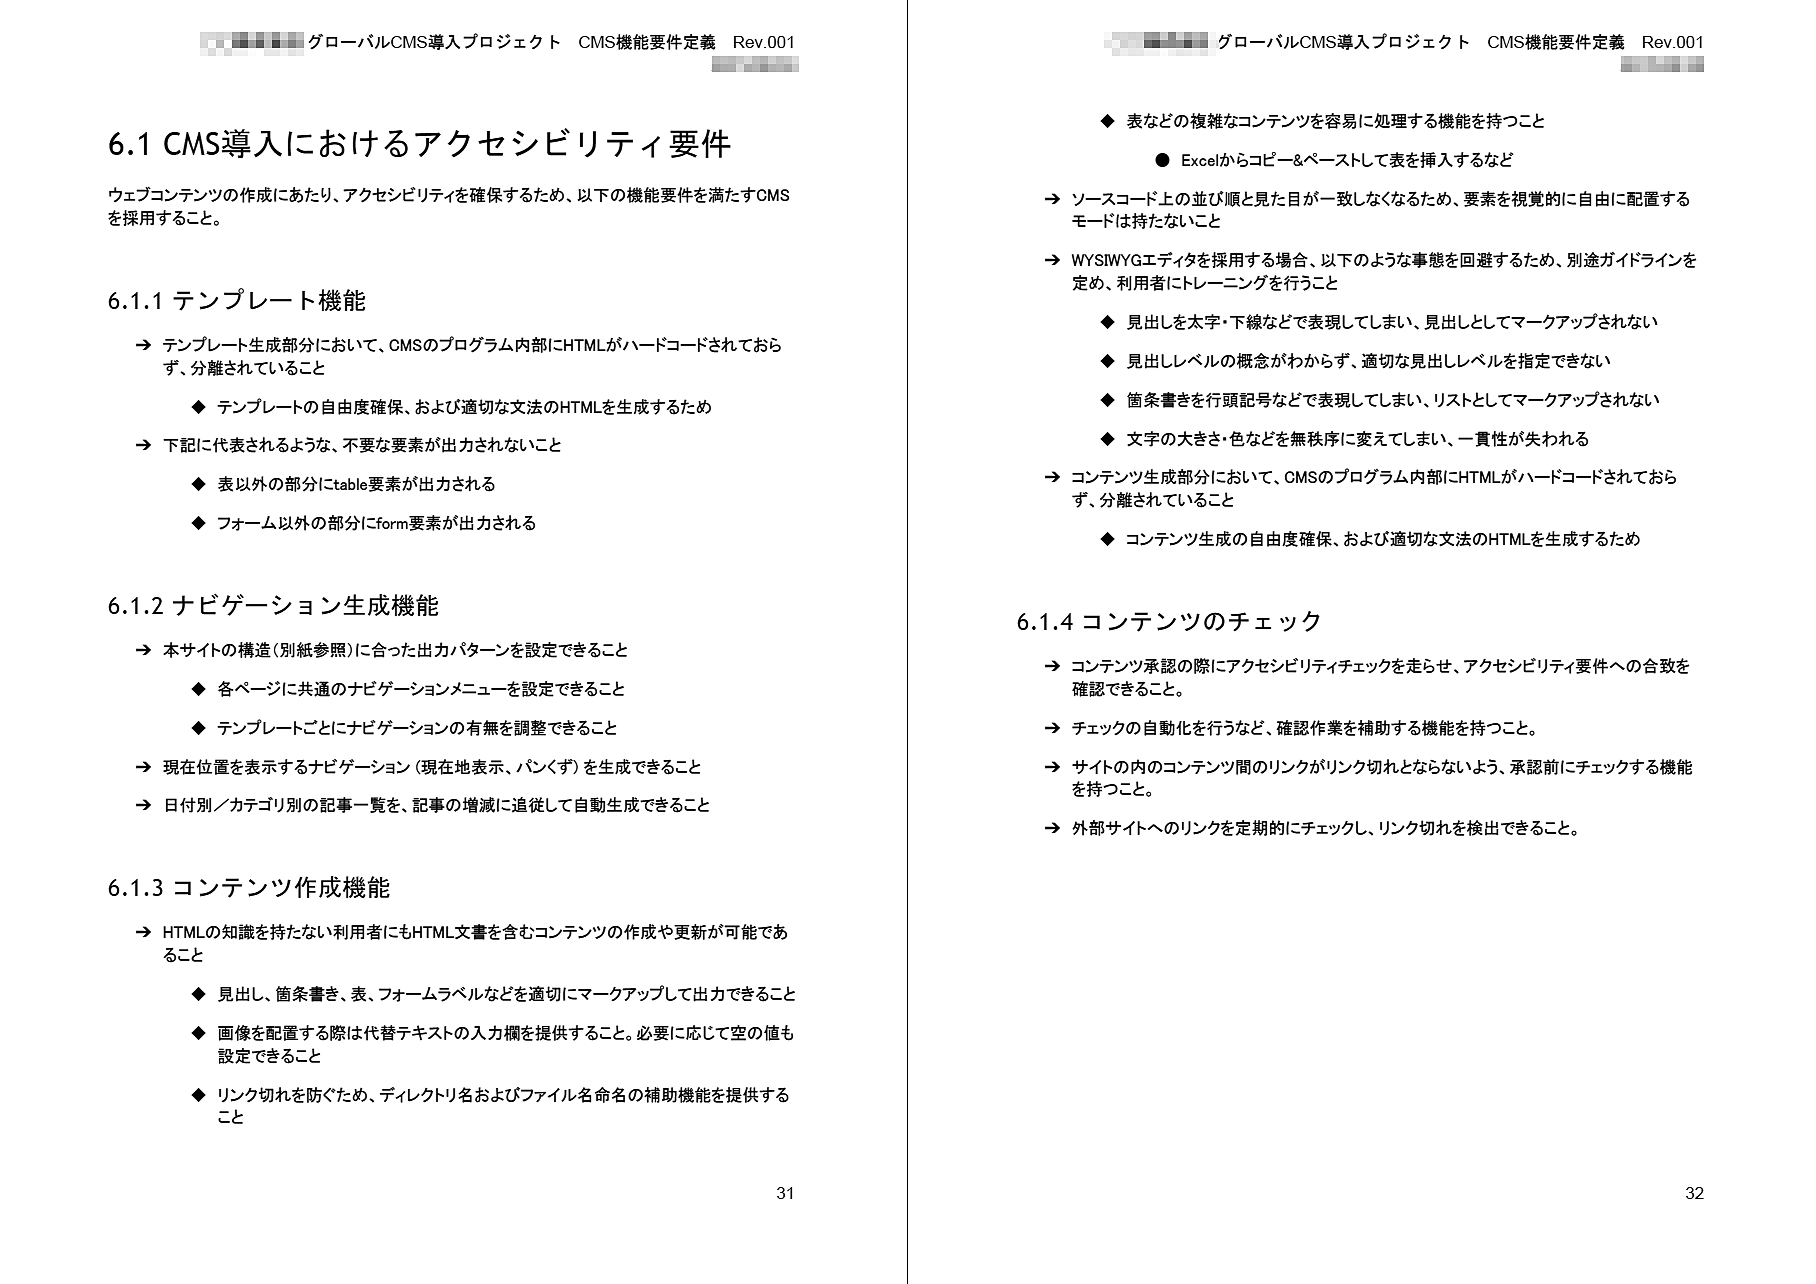 グローバルCMS導入プロジェクト　CMS機能要件定義　Rev.001
6.1 CMS導入におけるアクセシビリティ要件
ウェブコンテンツの作成にあたり、アクセシビリティを確保するため、以下の機能要件を満たすCMS
を採用すること。
6.1.1 テンプレート機能
➔ テンプレート生成部分において、CMSのプログラム内部にHTMLがハードコードされておら
ず、分離されていること
◆ テンプレートの自由度確保、および適切な文法のHTMLを生成するため
➔ 下記に代表されるような、不要な要素が出力されないこと
◆ 表以外の部分にtable要素が出力される
◆ フォーム以外の部分にform要素が出力される
6.1.2 ナビゲーション生成機能
➔ 本サイトの構造（別紙参照）に合った出力パターンを設定できること
◆ 各ページに共通のナビゲーションメニューを設定できること
◆ テンプレートごとにナビゲーションの有無を調整できること
➔ 現在位置を表示するナビゲーション（現在地表示、パンくず）を生成できること
➔ 日付別／カテゴリ別の記事一覧を、記事の増減に追従して自動生成できること
6.1.3 コンテンツ作成機能
➔ HTMLの知識を持たない利用者にもHTML文書を含むコンテンツの作成や更新が可能であ
ること
◆ 見出し、箇条書き、表、フォームラベルなどを適切にマークアップして出力できること
◆ 画像を配置する際は代替テキストの入力欄を提供すること。必要に応じて空の値も
設定できること
◆ リンク切れを防ぐため、ディレクトリ名およびファイル名命名の補助機能を提供する
こと
31
グローバルCMS導入プロジェクト　CMS機能要件定義　Rev.001
◆ 表などの複雑なコンテンツを容易に処理する機能を持つこと
● Excelからコピー&ペーストして表を挿入するなど
➔ ソースコード上の並び順と見た目が一致しなくなるため、要素を視覚的に自由に配置する
モードは持たないこと
➔ WYSIWYGエディタを採用する場合、以下のような事態を回避するため、別途ガイドラインを
定め、利用者にトレーニングを行うこと
◆ 見出しを太字・下線などで表現してしまい、見出しとしてマークアップされない
◆ 見出しレベルの概念がわからず、適切な見出しレベルを指定できない
◆ 箇条書きを行頭記号などで表現してしまい、リストとしてマークアップされない
◆ 文字の大きさ・色などを無秩序に変えてしまい、一貫性が失われる
➔ コンテンツ生成部分において、CMSのプログラム内部にHTMLがハードコードされておら
ず、分離されていること
◆ コンテンツ生成の自由度確保、および適切な文法のHTMLを生成するため
6.1.4 コンテンツのチェック
➔ コンテンツ承認の際にアクセシビリティチェックを走らせ、アクセシビリティ要件への合致を
確認できること。
➔ チェックの自動化を行うなど、確認作業を補助する機能を持つこと。
➔ サイトの内のコンテンツ間のリンクがリンク切れとならないよう、承認前にチェックする機能
を持つこと。
➔ 外部サイトへのリンクを定期的にチェックし、リンク切れを検出できること。
32